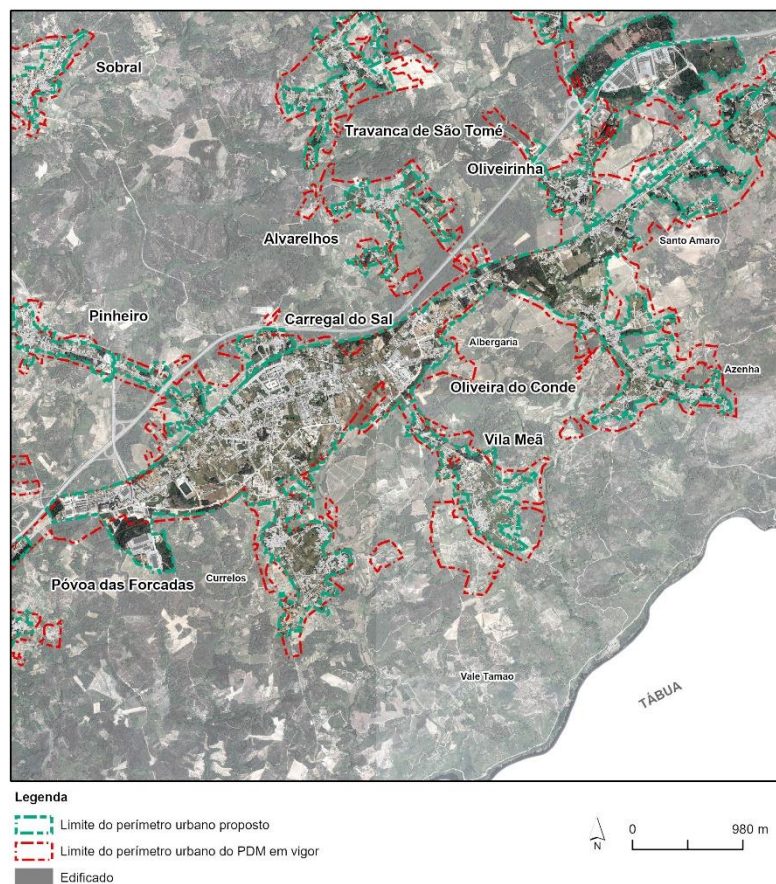 Sobral
Travanca de São Tomé
Oliveirinha
Alvarelhos
Santo Amaro
Pinheiro
Carregal do Sal
Albergaria
Azenha
Oliveira do Conde
Vila Meã
Póvoa das Forcadas
Currelos
Vale Tamao
TÁBUA
Legenda
Limite do perímetro urbano proposto
Limite do perímetro urbano do PDM em vigor
Edificado
N
0 980 m